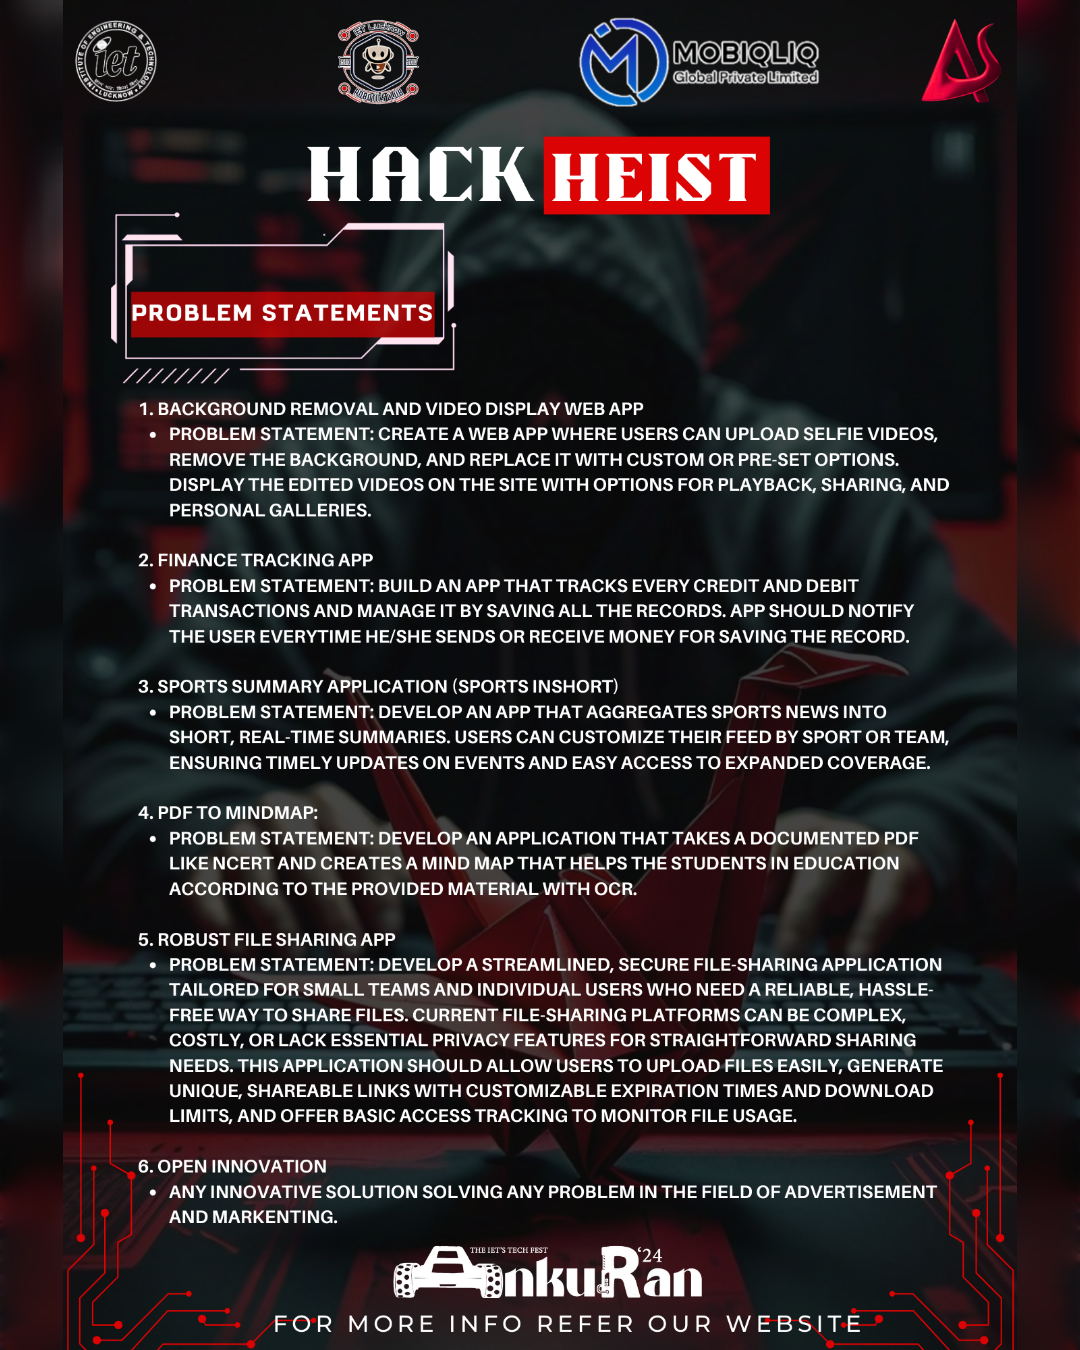 INSTITUTE OF ENGINEERING & TECHNOLOGY
iet
LUCKNOW
IET LUCKNOW
ROBOTICS CLUB
MOBIQLIQ
Global Private Limited
HACK HEIST
PROBLEM STATEMENTS
1. BACKGROUND REMOVAL AND VIDEO DISPLAY WEB APP
• PROBLEM STATEMENT: CREATE A WEB APP WHERE USERS CAN UPLOAD SELFIE VIDEOS,
REMOVE THE BACKGROUND, AND REPLACE IT WITH CUSTOM OR PRE-SET OPTIONS.
DISPLAY THE EDITED VIDEOS ON THE SITE WITH OPTIONS FOR PLAYBACK, SHARING, AND
PERSONAL GALLERIES.
2. FINANCE TRACKING APP
• PROBLEM STATEMENT: BUILD AN APP THAT TRACKS EVERY CREDIT AND DEBIT
TRANSACTIONS AND MANAGE IT BY SAVING ALL THE RECORDS. APP SHOULD NOTIFY
THE USER EVERYTIME HE/SHE SENDS OR RECEIVE MONEY FOR SAVING THE RECORD.
3. SPORTS SUMMARY APPLICATION (SPORTS INSHORT)
• PROBLEM STATEMENT: DEVELOP AN APP THAT AGGREGATES SPORTS NEWS INTO
SHORT, REAL-TIME SUMMARIES. USERS CAN CUSTOMIZE THEIR FEED BY SPORT OR TEAM,
ENSURING TIMELY UPDATES ON EVENTS AND EASY ACCESS TO EXPANDED COVERAGE.
4. PDF TO MINDMAP:
• PROBLEM STATEMENT: DEVELOP AN APPLICATION THAT TAKES A DOCUMENTED PDF
LIKE NCERT AND CREATES A MIND MAP THAT HELPS THE STUDENTS IN EDUCATION
ACCORDING TO THE PROVIDED MATERIAL WITH OCR.
5. ROBUST FILE SHARING APP
• PROBLEM STATEMENT: DEVELOP A STREAMLINED, SECURE FILE-SHARING APPLICATION
TAILORED FOR SMALL TEAMS AND INDIVIDUAL USERS WHO NEED A RELIABLE, HASSLE-
FREE WAY TO SHARE FILES. CURRENT FILE-SHARING PLATFORMS CAN BE COMPLEX,
COSTLY, OR LACK ESSENTIAL PRIVACY FEATURES FOR STRAIGHTFORWARD SHARING
NEEDS. THIS APPLICATION SHOULD ALLOW USERS TO UPLOAD FILES EASILY, GENERATE
UNIQUE, SHAREABLE LINKS WITH CUSTOMIZABLE EXPIRATION TIMES AND DOWNLOAD
LIMITS, AND OFFER BASIC ACCESS TRACKING TO MONITOR FILE USAGE.
6. OPEN INNOVATION
• ANY INNOVATIVE SOLUTION SOLVING ANY PROBLEM IN THE FIELD OF ADVERTISEMENT
AND MARKENTING.
THE IET'S TECH FEST
AnkuRan '24
FOR MORE INFO REFER OUR WEBSITE